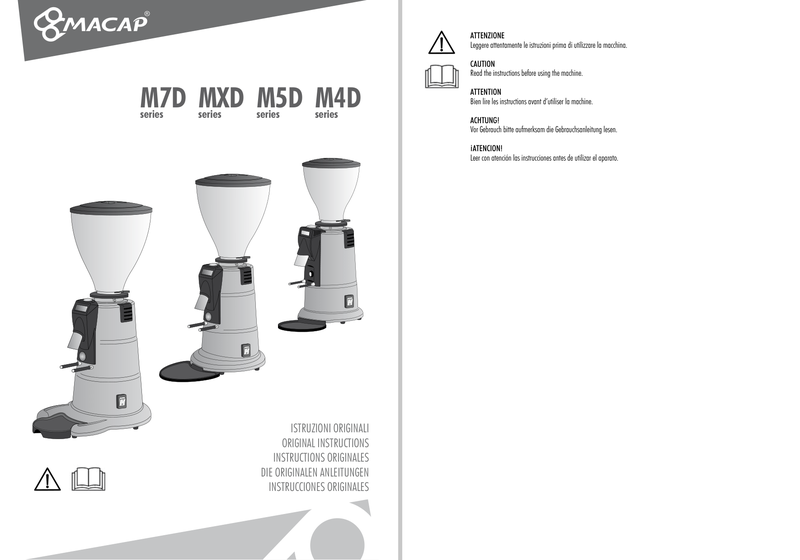 MACAP®
M7D MXD M5D M4D
series series series series
ISTRUZIONI ORIGINALI
ORIGINAL INSTRUCTIONS
INSTRUCTIONS ORIGINALES
DIE ORIGINALEN ANLEITUNGEN
INSTRUCCIONES ORIGINALES
ATTENZIONE
Leggere attentamente le istruzioni prima di utilizzare la macchina.
CAUTION
Read the instructions before using the machine.
ATTENTION
Bien lire les instructions avant d'utiliser la machine.
ACHTUNG!
Vor Gebrauch bitte aufmerksam die Gebrauchsanleitung lesen.
¡ATENCION!
Leer con atención las instrucciones antes de utilizar el aparato.